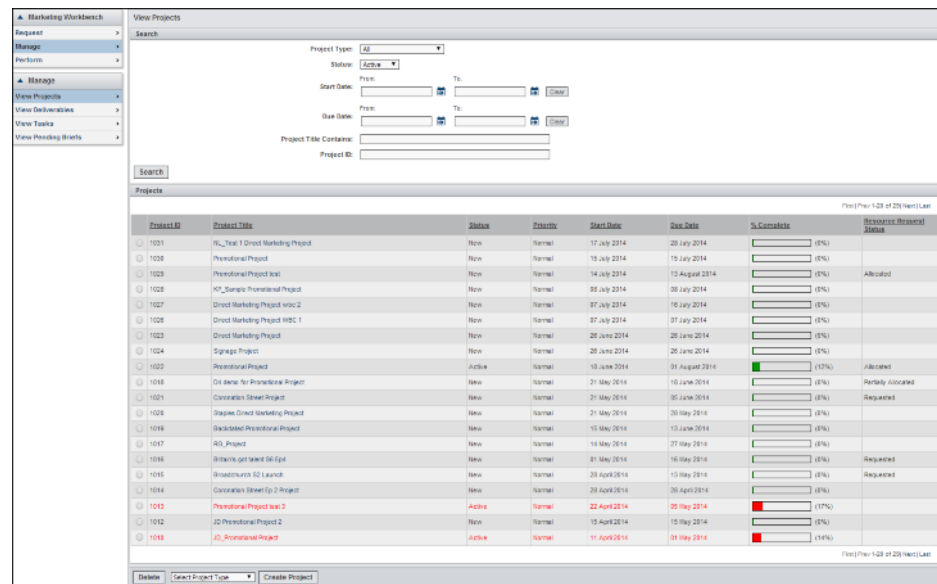 Marketing Workbench
Request
Manage
Perform
Manage
View Projects
View Deliverables
View Tasks
View Pending Briefs
View Projects
Search
Project Type: All
Status: Active
Start Date: From: To: Clear
Due Date: From: To: Clear
Project Title Contains:
Project ID:
Search
Projects
First | Prev 1-20 of 25 | Next | Last
Project ID Project Title Status Priority Start Date Due Date % Complete Resource Request Status
1031 NL_Test 1 Direct Marketing Project New Normal 17 July 2014 28 July 2014 (0%)
1030 Promotional Project New Normal 15 July 2014 15 July 2014 (0%)
1029 Promotional Project test New Normal 14 July 2014 13 August 2014 (0%) Allocated
1028 KP_Sample Promotional Project New Normal 08 July 2014 08 July 2014 (0%)
1027 Direct Marketing Project wbc 2 New Normal 07 July 2014 16 July 2014 (0%)
1026 Direct Marketing Project WBC 1 New Normal 07 July 2014 07 July 2014 (0%)
1023 Direct Marketing Project New Normal 26 June 2014 26 June 2014 (0%)
1024 Signage Project New Normal 26 June 2014 26 June 2014 (0%)
1022 Promotional Project Active Normal 18 June 2014 01 August 2014 (12%) Allocated
1018 Dri demo for Promotional Project New Normal 21 May 2014 18 June 2014 (0%) Partially Allocated
1021 Coronation Street Project New Normal 21 May 2014 05 June 2014 (0%) Requested
1020 Staples Direct Marketing Project New Normal 21 May 2014 28 May 2014 (0%)
1019 Backdated Promotional Project New Normal 15 May 2014 13 June 2014 (0%)
1017 RG_Project New Normal 14 May 2014 27 May 2014 (0%)
1016 Britain's got talent S6 Ep4 New Normal 01 May 2014 16 May 2014 (0%) Requested
1015 Broadchurch S2 Launch New Normal 28 April 2014 13 May 2014 (0%) Requested
1014 Coronation Street Ep 2 Project New Normal 28 April 2014 28 April 2014 (0%)
1013 Promotional Project test 3 Active Normal 22 April 2014 05 May 2014 (17%)
1012 JD Promotional Project 2 New Normal 15 April 2014 15 May 2014 (0%)
1010 JD_Promotional Project Active Normal 11 April 2014 01 May 2014 (14%)
First | Prev 1-20 of 25 | Next | Last
Delete Select Project Type Create Project